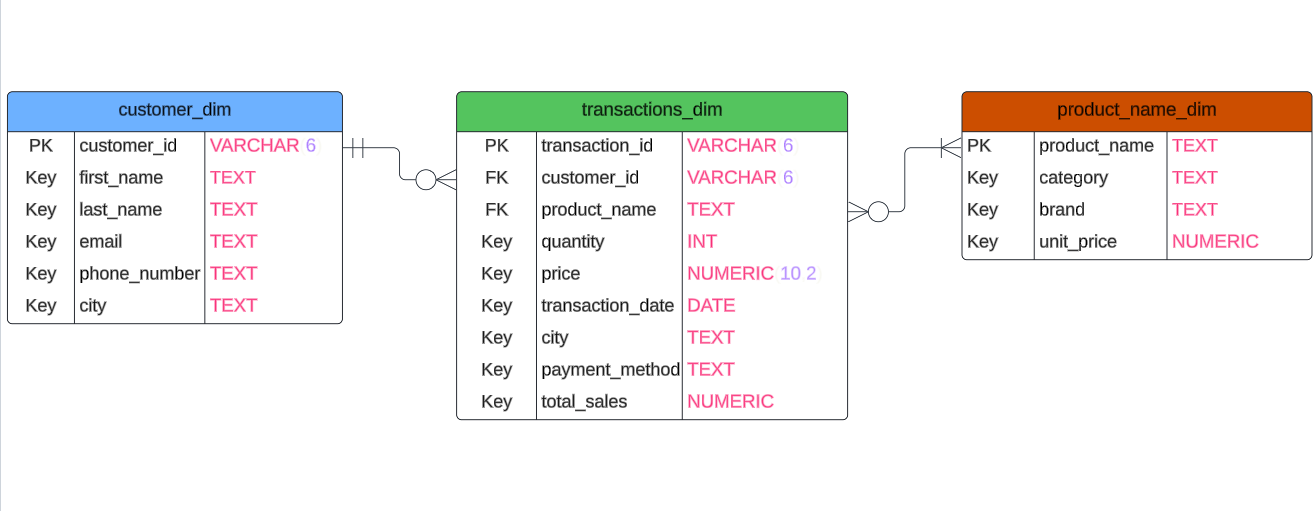 customer_dim
PK customer_id VARCHAR 6
Key first_name TEXT
Key last_name TEXT
Key email TEXT
Key phone_number TEXT
Key city TEXT
transactions_dim
PK transaction_id VARCHAR 6
FK customer_id VARCHAR 6
FK product_name TEXT
Key quantity INT
Key price NUMERIC 10 2
Key transaction_date DATE
Key city TEXT
Key payment_method TEXT
Key total_sales NUMERIC
product_name_dim
PK product_name TEXT
Key category TEXT
Key brand TEXT
Key unit_price NUMERIC